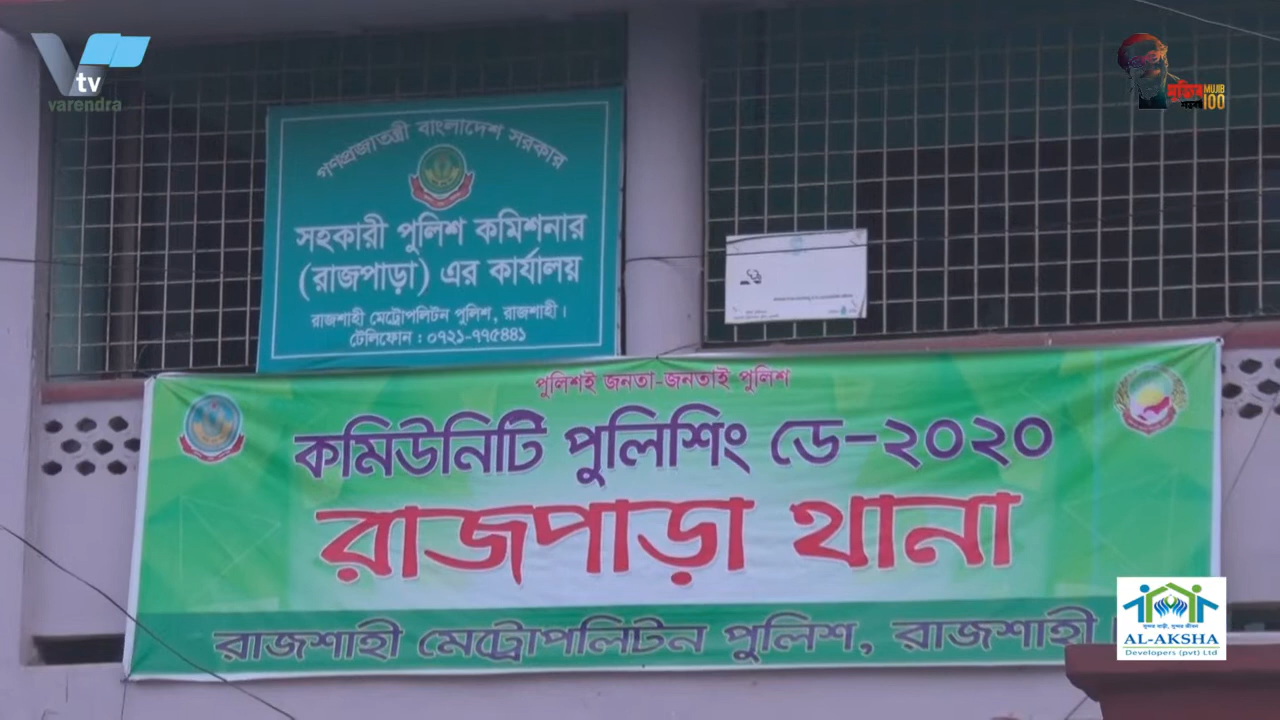 tv
varendra
মুজিব
MUJIB
100
গণপ্রজাতন্ত্রী বাংলাদেশ সরকার
সহকারী পুলিশ কমিশনার
(রাজপাড়া) এর কার্যালয়
রাজশাহী মেট্রোপলিটন পুলিশ, রাজশাহী।
টেলিফোন : ০৭২১-৭৭৫৪৪১
পুলিশই জনতা-জনতাই পুলিশ
কমিউনিটি পুলিশিং ডে-২০২০
রাজপাড়া থানা
রাজশাহী মেট্রোপলিটন পুলিশ, রাজশাহী
AL-AKSHA
Developers (pvt) Ltd